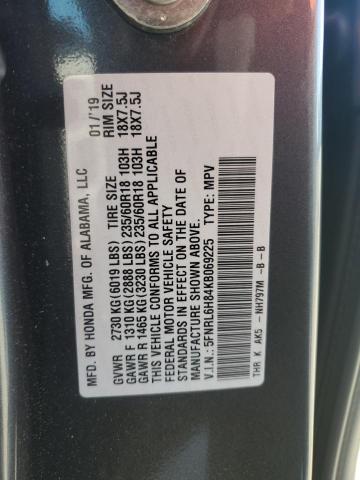 MFD. BY HONDA MFG. OF ALABAMA, LLC 01/'19
GVWR 2730 KG(6019 LBS) TIRE SIZE RIM SIZE
GAWR F 1310 KG(2888 LBS)235/60R18 103H 18X7.5J
GAWR R 1465 KG(3230 LBS)235/60R18 103H 18X7.5J
THIS VEHICLE CONFORMS TO ALL APPLICABLE
FEDERAL MOTOR VEHICLE SAFETY
STANDARDS IN EFFECT ON THE DATE OF
MANUFACTURE SHOWN ABOVE.
V.I.N.: 5FNRL6H84KB069225 TYPE: MPV
THR K AK5 -NH797M -B -B